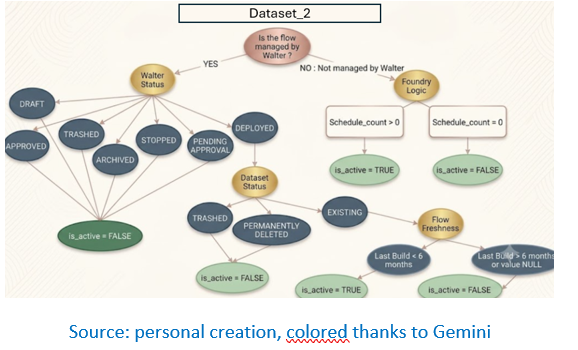 Dataset_2
Is the flow
managed by
Walter ?
YES
NO : Not managed by Walter
Walter
Status
Foundry
Logic
DRAFT
APPROVED
TRASHED
ARCHIVED
STOPPED
PENDING
APPROVAL
DEPLOYED
Schedule_count > 0
Schedule_count = 0
is_active = TRUE
is_active = FALSE
Dataset
Status
TRASHED
PERMANENTLY
DELETED
EXISTING
Flow
Freshness
is_active = FALSE
is_active = FALSE
Last Build < 6
months
Last Build > 6 months
or value NULL
is_active = TRUE
is_active = FALSE
Source: personal creation, colored thanks to Gemini